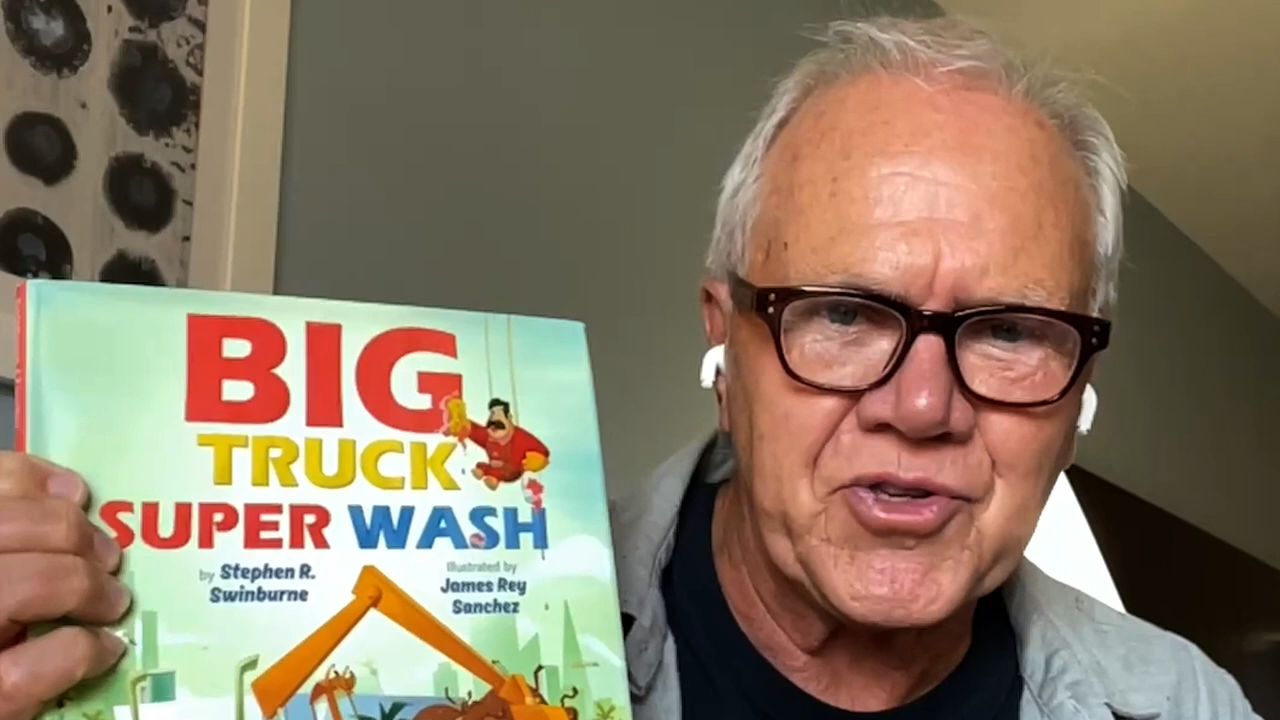 BIG
TRUCK
SUPER WASH
by Stephen R.
Swinburne
Illustrated by
James Rey
Sanchez